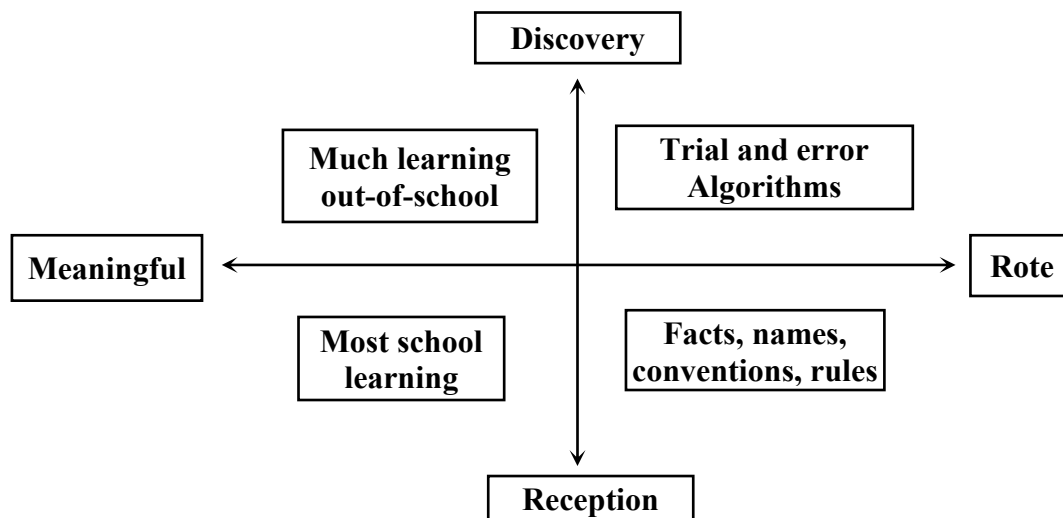 Discovery
Much learning
out-of-school
Trial and error
Algorithms
Meaningful
Rote
Most school
learning
Facts, names,
conventions, rules
Reception